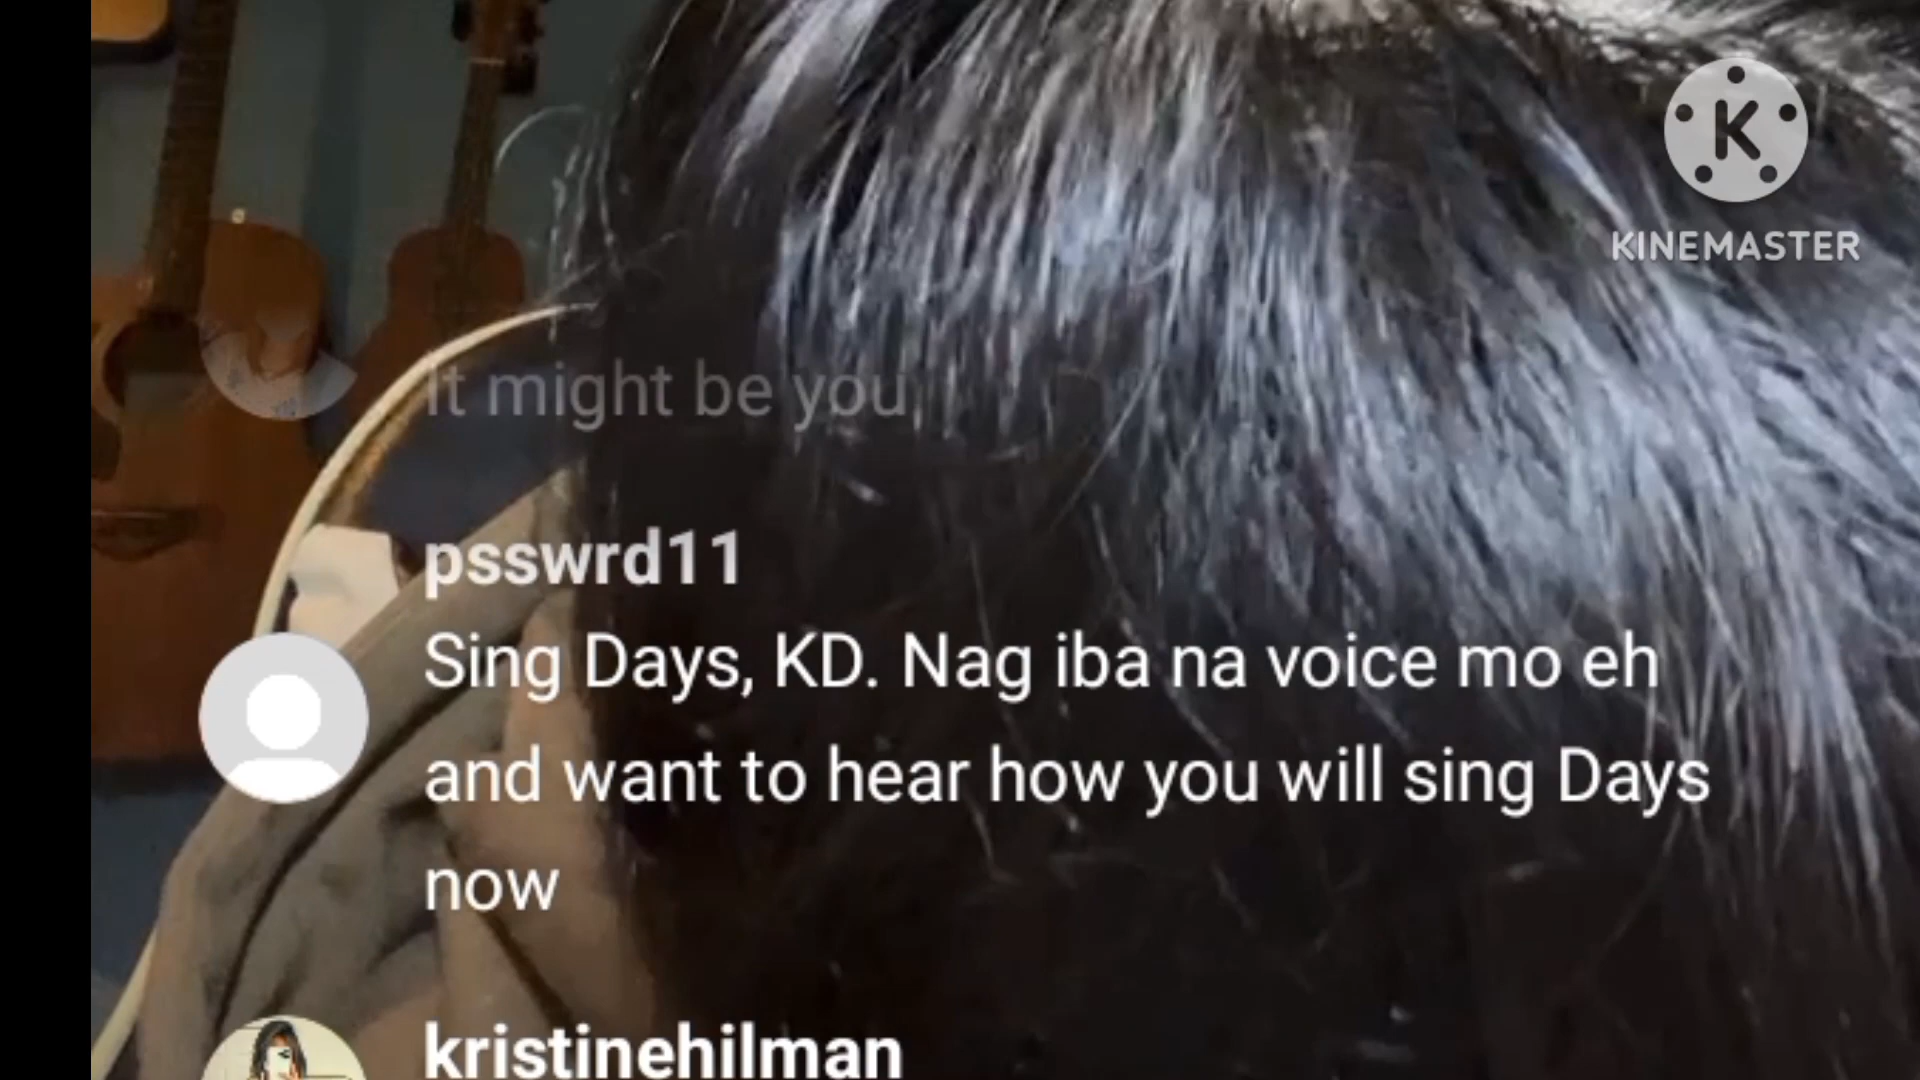 K
KINEMASTER
It might be you
psswrd11
Sing Days, KD. Nag iba na voice mo eh
and want to hear how you will sing Days
now
kristinehilman